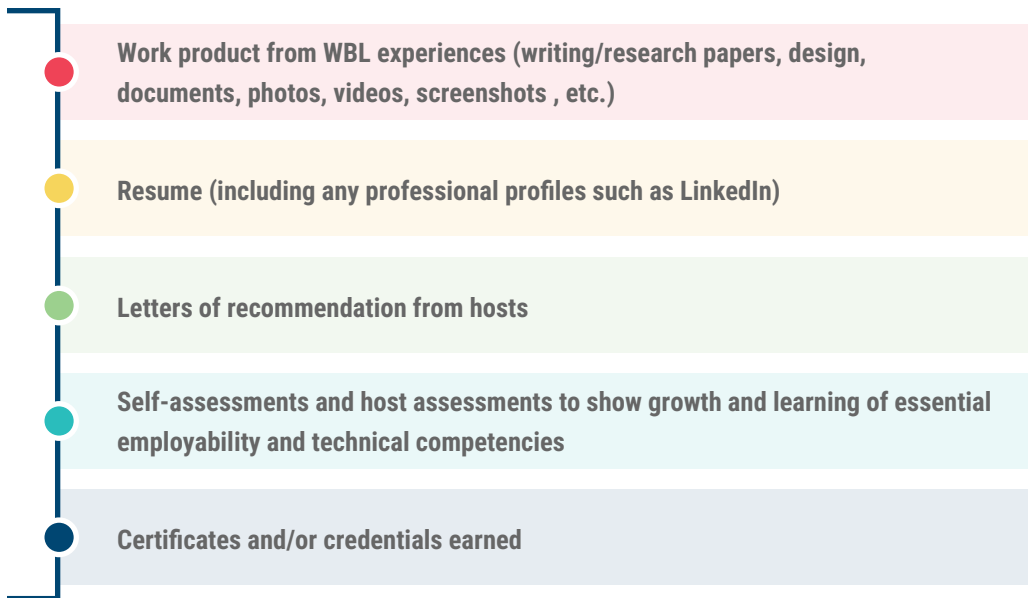 Work product from WBL experiences (writing/research papers, design,
documents, photos, videos, screenshots , etc.)
Resume (including any professional profiles such as LinkedIn)
Letters of recommendation from hosts
Self-assessments and host assessments to show growth and learning of essential
employability and technical competencies
Certificates and/or credentials earned